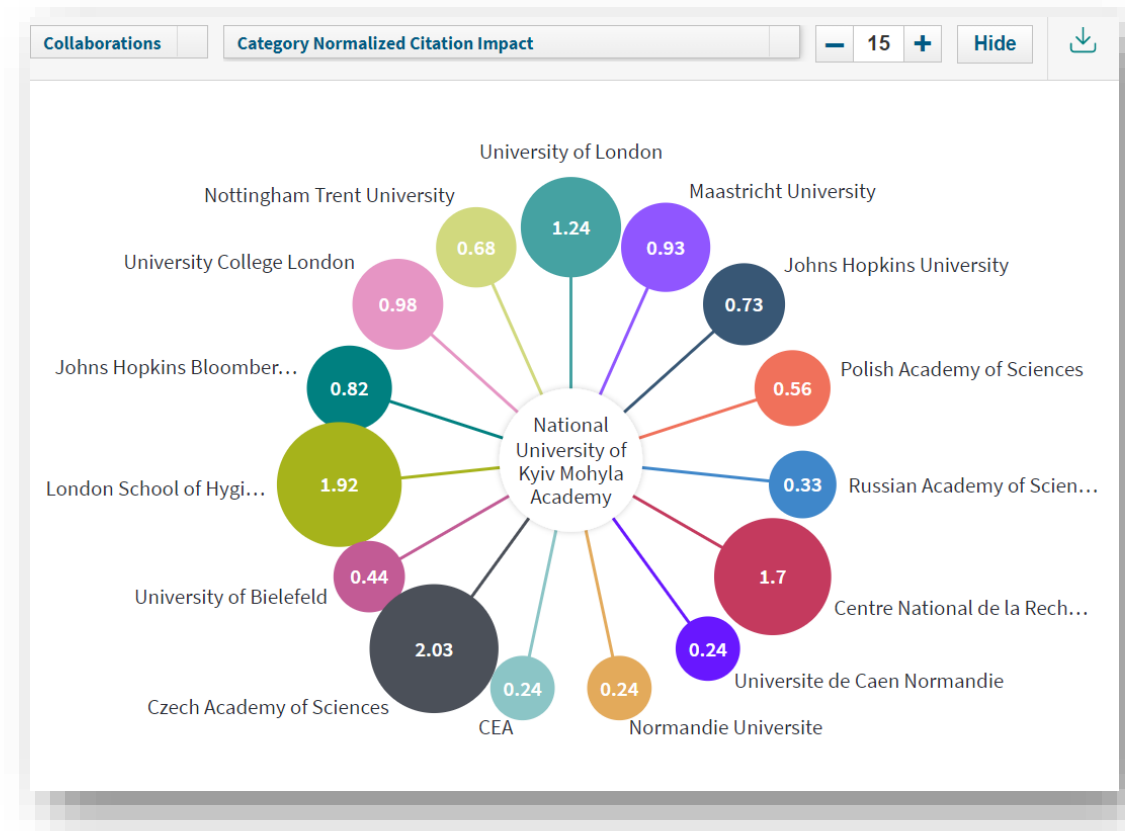 Collaborations
Category Normalized Citation Impact
− 15 +
Hide
University of London
1.24
Maastricht University
0.93
Johns Hopkins University
0.73
Polish Academy of Sciences
0.56
Russian Academy of Scien...
0.33
Centre National de la Rech...
1.7
Universite de Caen Normandie
0.24
Normandie Universite
0.24
CEA
0.24
Czech Academy of Sciences
2.03
University of Bielefeld
0.44
London School of Hygi...
1.92
Johns Hopkins Bloomber...
0.82
University College London
0.98
Nottingham Trent University
0.68
National
University of
Kyiv Mohyla
Academy